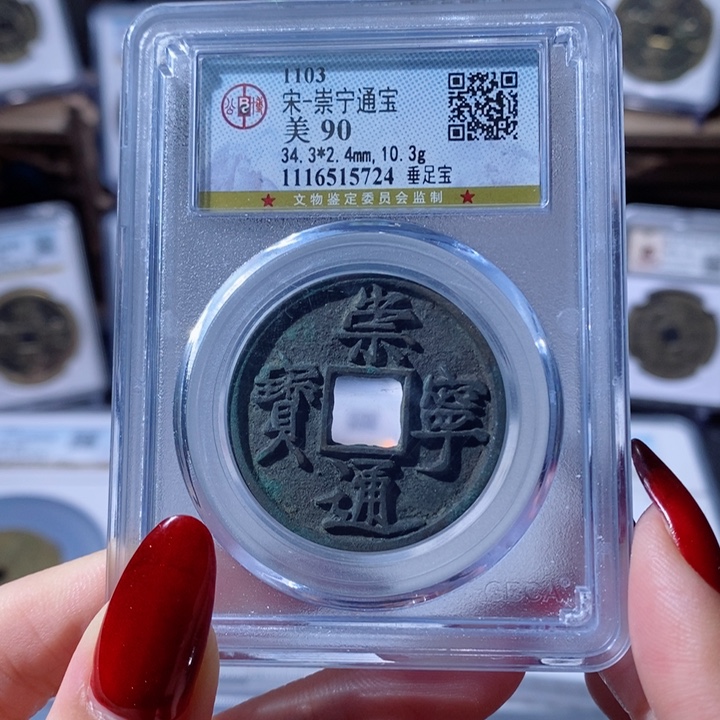 1103
宋-崇宁通宝
美 90
34.3*2.4mm,10.3g
1116515724 垂足宝
★ 文物鉴定委员会监制 ★
崇
寶 寧
通
GBCA